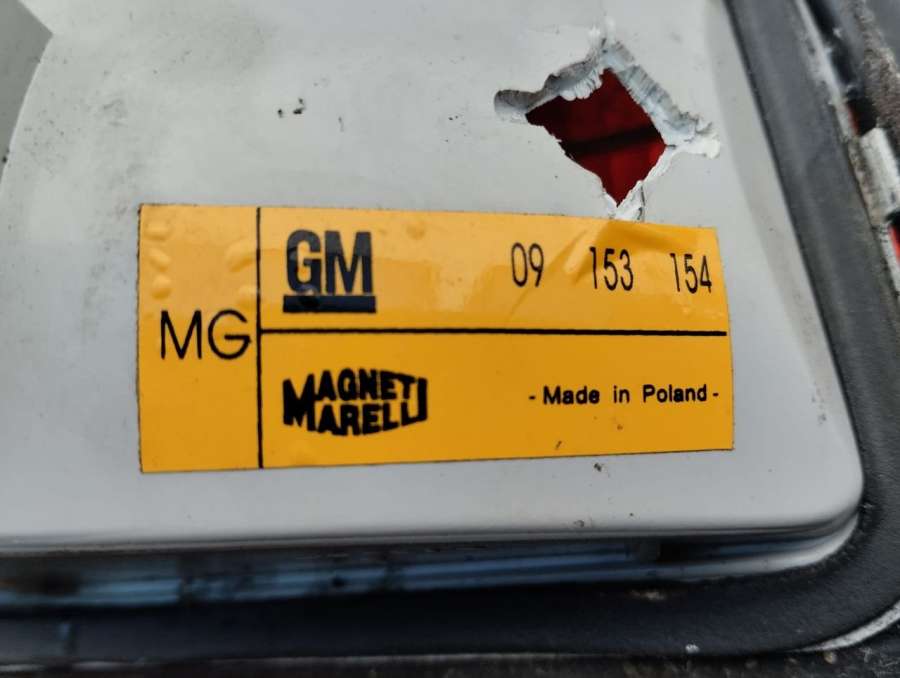 MG
GM 09 153 154
MAGNETI MARELLI
- Made in Poland -